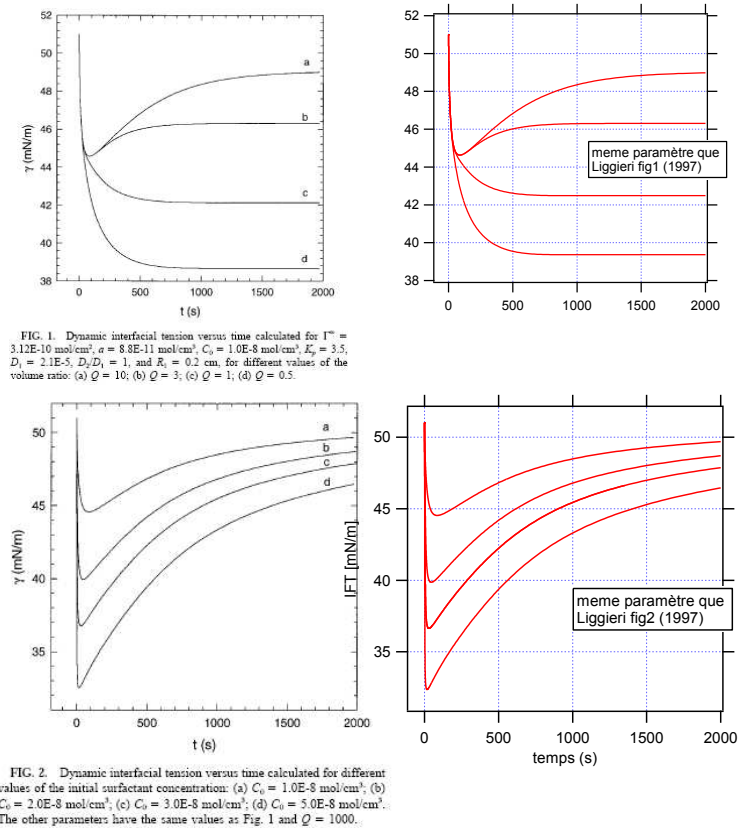 52
50
48
46
44
42
40
38
γ (mN/m)
a
b
c
d
0
500
1000
1500
2000
t (s)
52
50
48
46
44
42
40
38
meme paramètre que
Liggieri fig1 (1997)
0
500
1000
1500
2000
FIG. 1. Dynamic interfacial tension versus time calculated for Γ∞ =
3.12E-10 mol/cm², a = 8.8E-11 mol/cm³, C₀ = 1.0E-8 mol/cm³, Kp = 3.5,
D₁ = 2.1E-5, D₂/D₁ = 1, and R₁ = 0.2 cm, for different values of the
volume ratio: (a) Q = 10; (b) Q = 3; (c) Q = 1; (d) Q = 0.5.
50
45
40
35
γ (mN/m)
a
b
c
d
0
500
1000
1500
2000
t (s)
50
45
40
35
IFT [mN/m]
meme paramètre que
Liggieri fig2 (1997)
0
500
1000
1500
2000
temps (s)
FIG. 2. Dynamic interfacial tension versus time calculated for different
values of the initial surfactant concentration: (a) C₀ = 1.0E-8 mol/cm³; (b)
C₀ = 2.0E-8 mol/cm³; (c) C₀ = 3.0E-8 mol/cm³; (d) C₀ = 5.0E-8 mol/cm³.
The other parameters have the same values as Fig. 1 and Q = 1000.